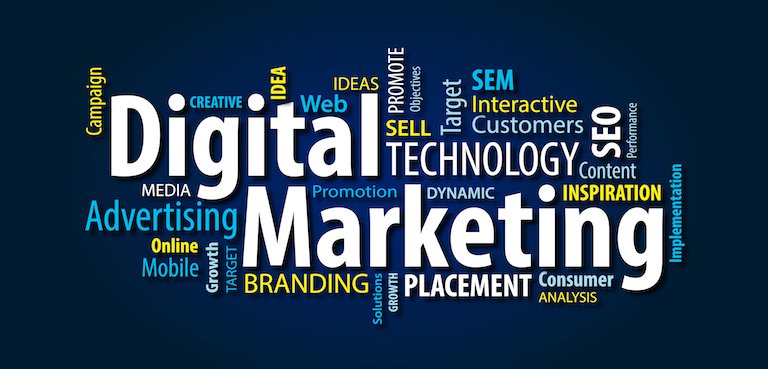 Campaign
CREATIVE
IDEA
IDEAS
Web
PROMOTE
Objectives
Target
SEM
Interactive
Customers
SELL
SEO
Performance
Digital
TECHNOLOGY
Content
MEDIA
Promotion
DYNAMIC
INSPIRATION
Implementation
Advertising
Marketing
Online
Mobile
Growth
TARGET
BRANDING
Solutions
GROWTH
PLACEMENT
Consumer
ANALYSIS